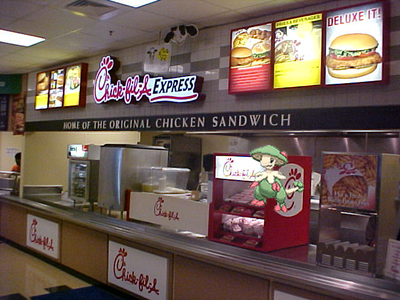 Chick-fil-A EXPRESS
DELUXE IT!
HOME OF THE ORIGINAL CHICKEN SANDWICH
Chick-fil-A
Chick-fil-A
Chick-fil-A
Chick-fil-A